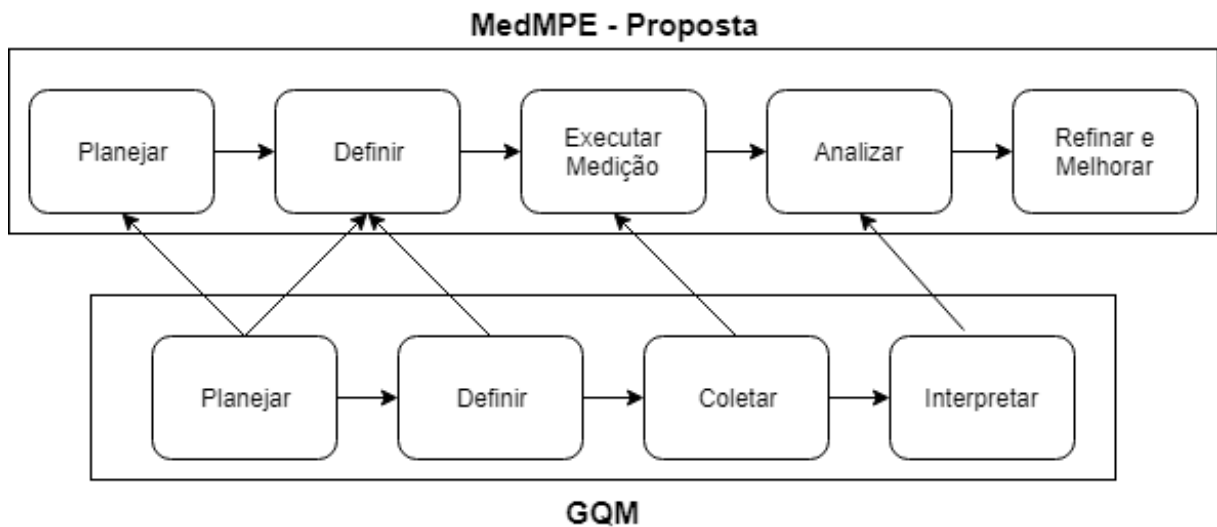 MedMPE - Proposta
Planejar
Definir
Executar
Medição
Analizar
Refinar e
Melhorar
Planejar
Definir
Coletar
Interpretar
GQM